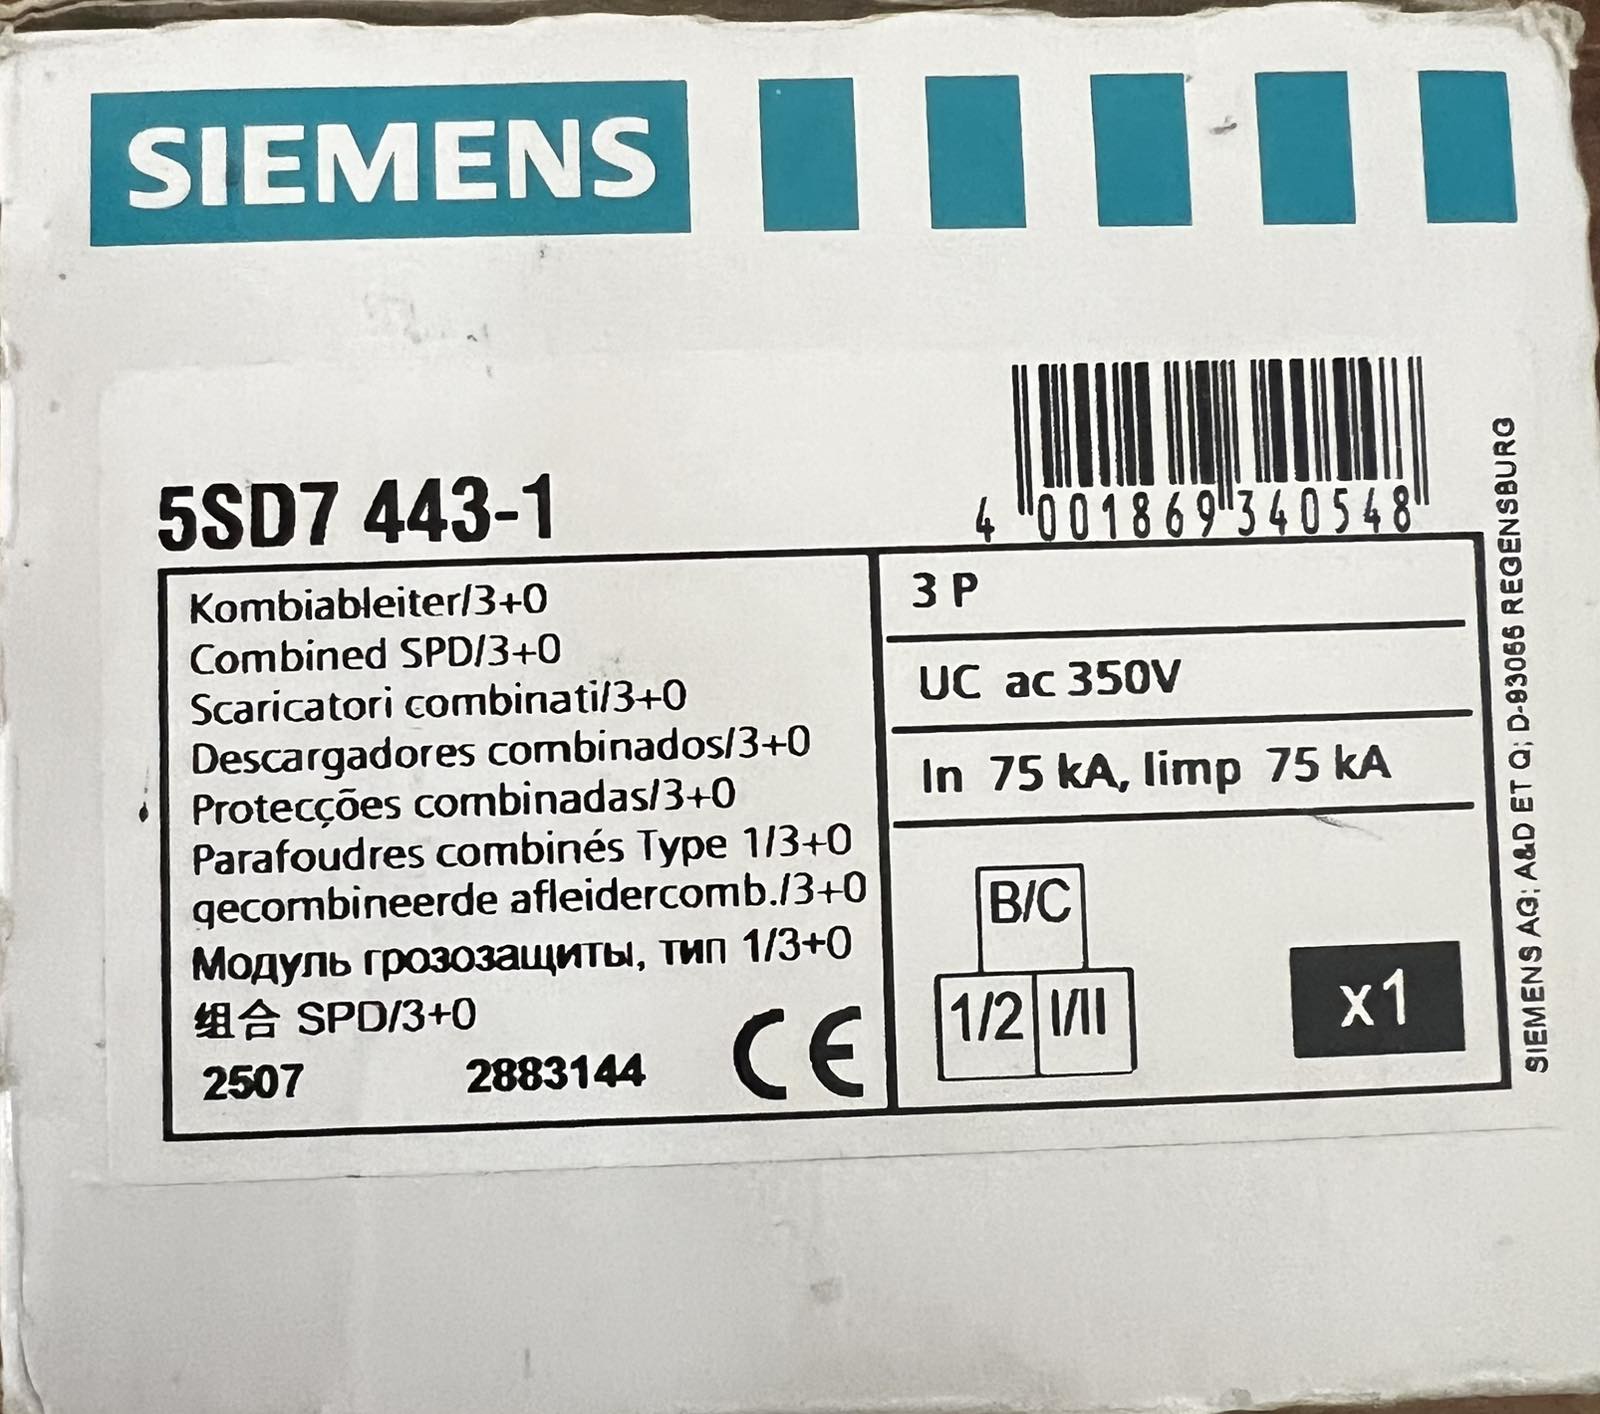 SIEMENS
5SD7 443-1
4 001869 340548
Kombiableiter/3+0
Combined SPD/3+0
Scaricatori combinati/3+0
Descargadores combinados/3+0
Protecções combinadas/3+0
Parafoudres combinés Type 1/3+0
gecombineerde afleidercomb./3+0
Модуль грозозащиты, тип 1/3+0
组合 SPD/3+0
2507 2883144 CE
3 P
UC ac 350V
In 75 kA, Iimp 75 kA
B/C
1/2 I/II
x1
SIEMENS AG; A&D ET Q; D-93055 REGENSBURG